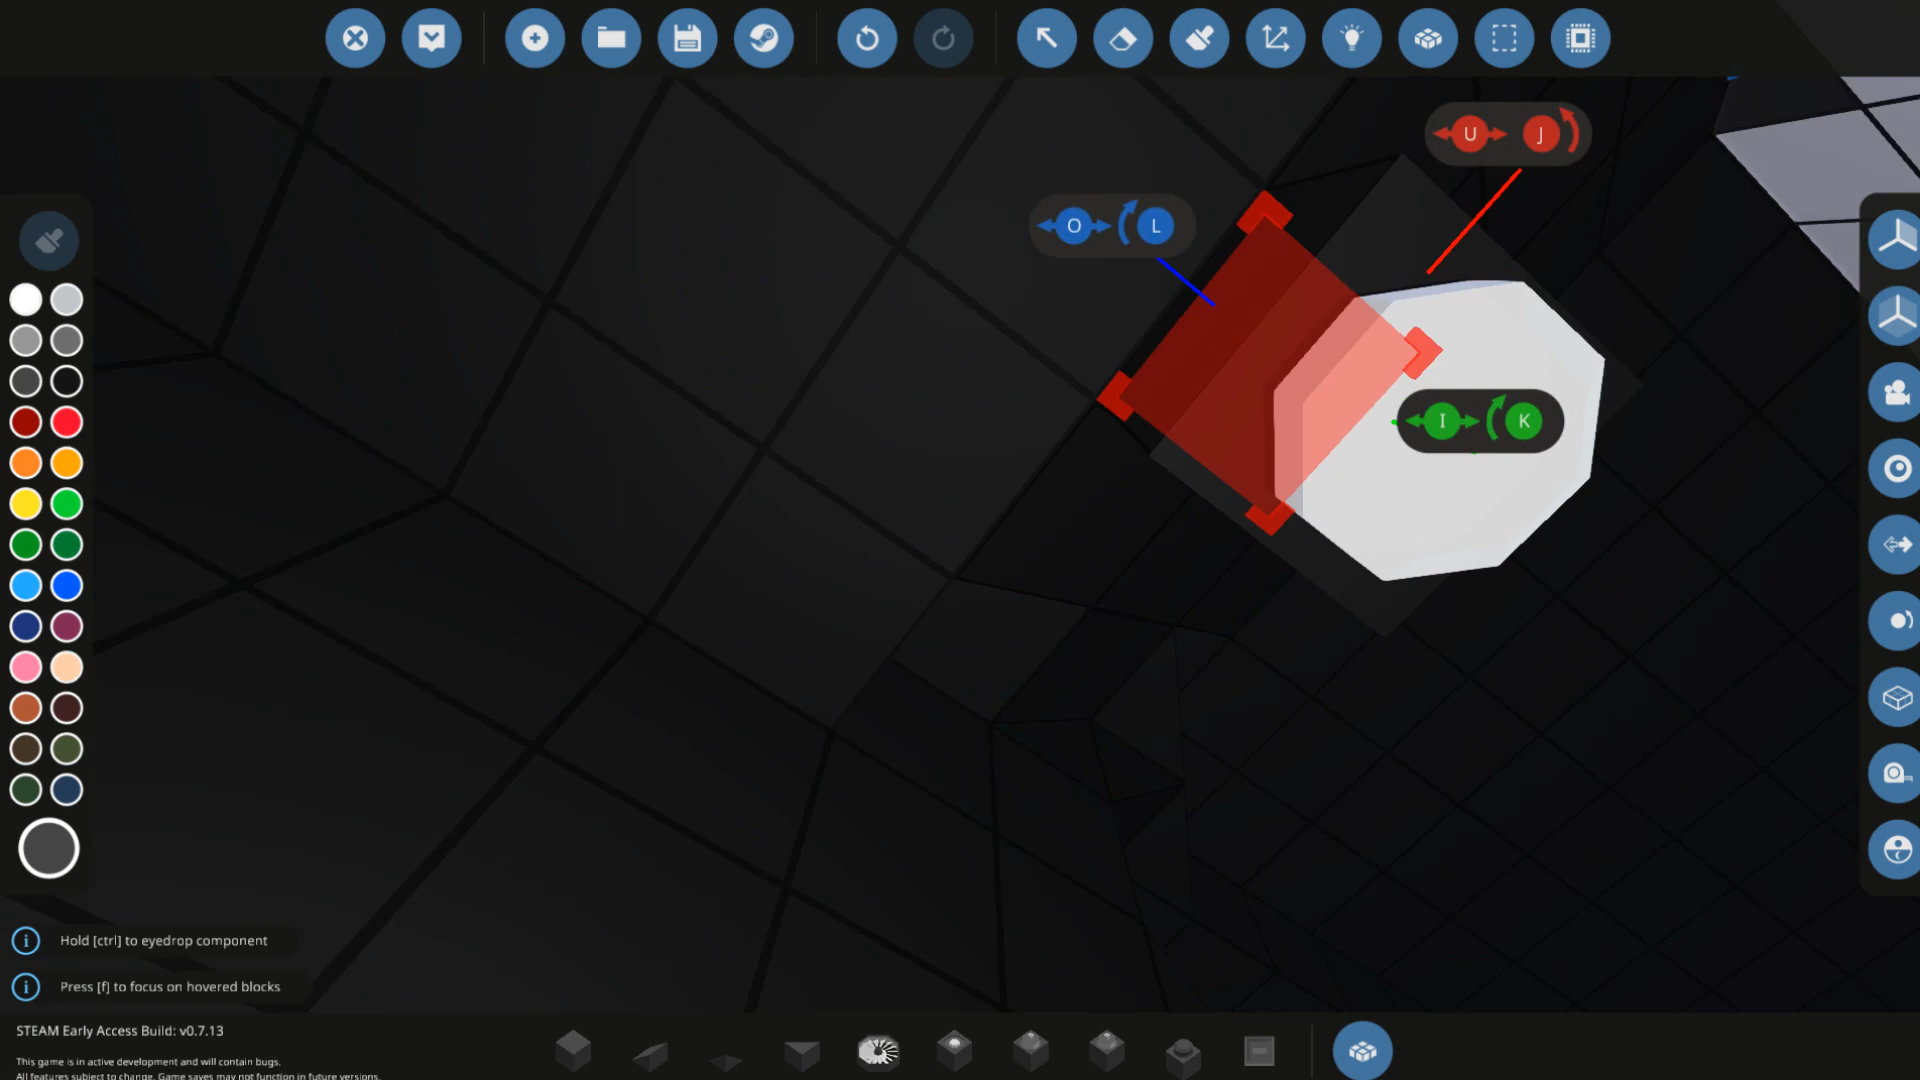 U J
O L
I K
Hold [ctrl] to eyedrop component
Press [f] to focus on hovered blocks
STEAM Early Access Build: v0.7.13
This game is in active development and will contain bugs.
All features subject to change. Game saves may not function in future versions.